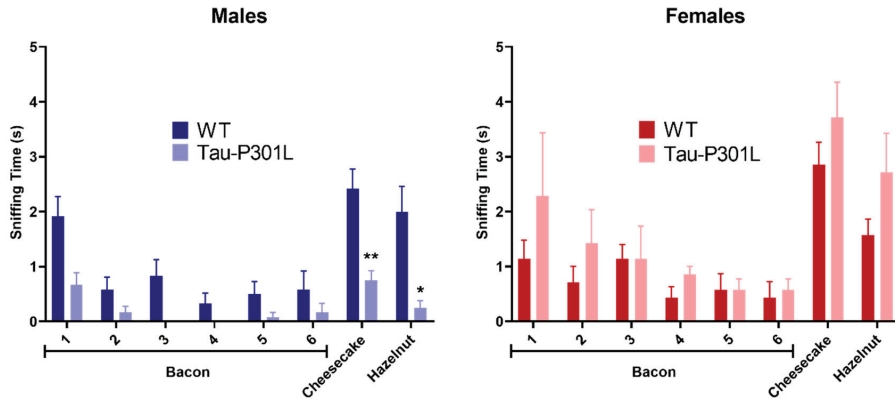 Males
Sniffing Time (s)
5
4
3
2
1
0
WT
Tau-P301L
**
*
1
2
3
4
5
6
Cheesecake
Hazelnut
Bacon
Females
Sniffing Time (s)
5
4
3
2
1
0
WT
Tau-P301L
1
2
3
4
5
6
Cheesecake
Hazelnut
Bacon